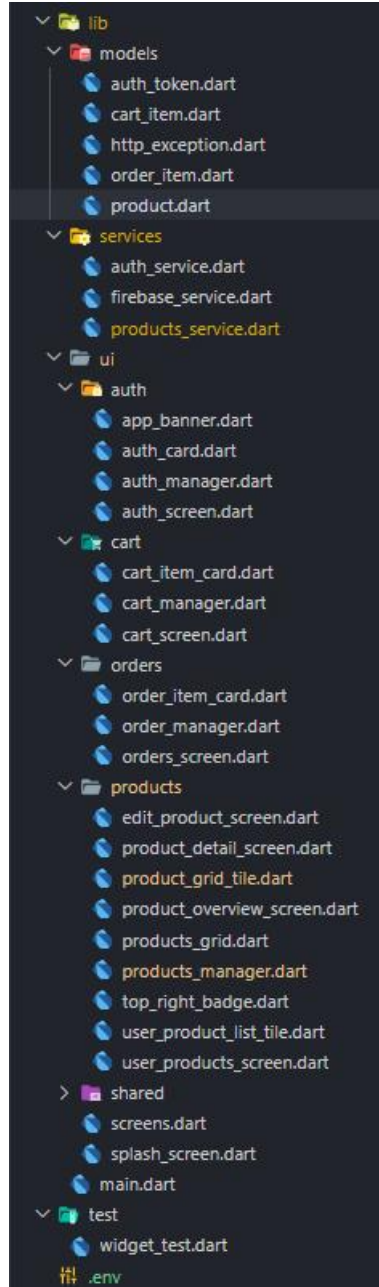 lib
models
auth_token.dart
cart_item.dart
http_exception.dart
order_item.dart
product.dart
services
auth_service.dart
firebase_service.dart
products_service.dart
ui
auth
app_banner.dart
auth_card.dart
auth_manager.dart
auth_screen.dart
cart
cart_item_card.dart
cart_manager.dart
cart_screen.dart
orders
order_item_card.dart
order_manager.dart
orders_screen.dart
products
edit_product_screen.dart
product_detail_screen.dart
product_grid_tile.dart
product_overview_screen.dart
products_grid.dart
products_manager.dart
top_right_badge.dart
user_product_list_tile.dart
user_products_screen.dart
shared
screens.dart
splash_screen.dart
main.dart
test
widget_test.dart
.env